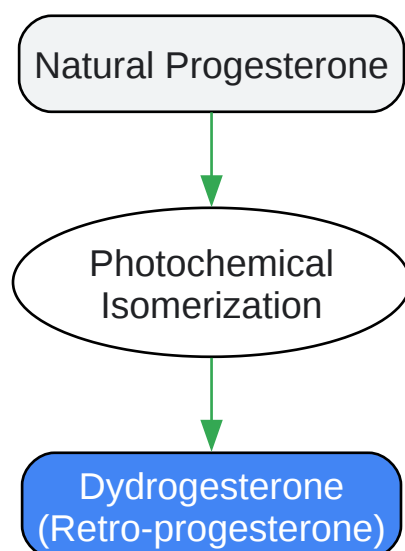 Natural Progesterone
Photochemical
Isomerization
Dydrogesterone
(Retro-progesterone)